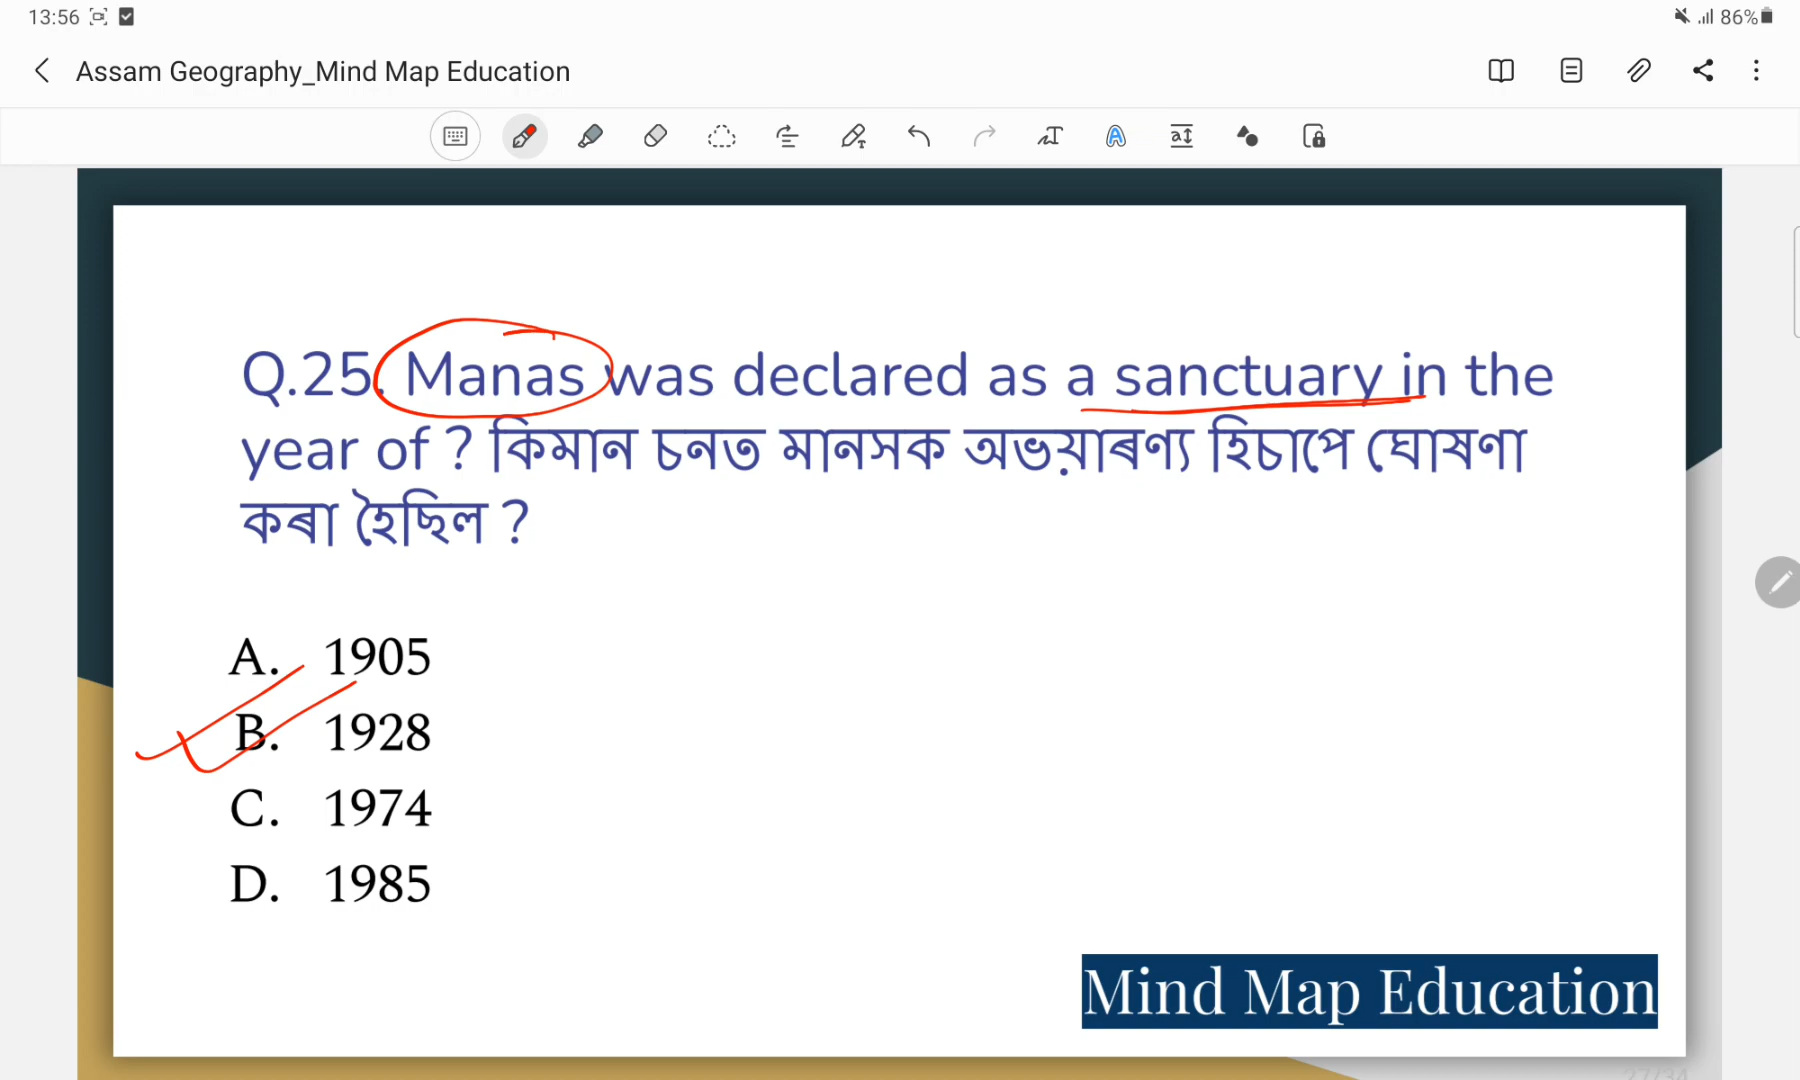 13:56
86%
Assam Geography_Mind Map Education
Q.25. Manas was declared as a sanctuary in the
year of ? কিমান চনত মানসক অভয়াৰণ্য হিচাপে ঘোষণা
কৰা হৈছিল ?
A. 1905
B. 1928
C. 1974
D. 1985
Mind Map Education